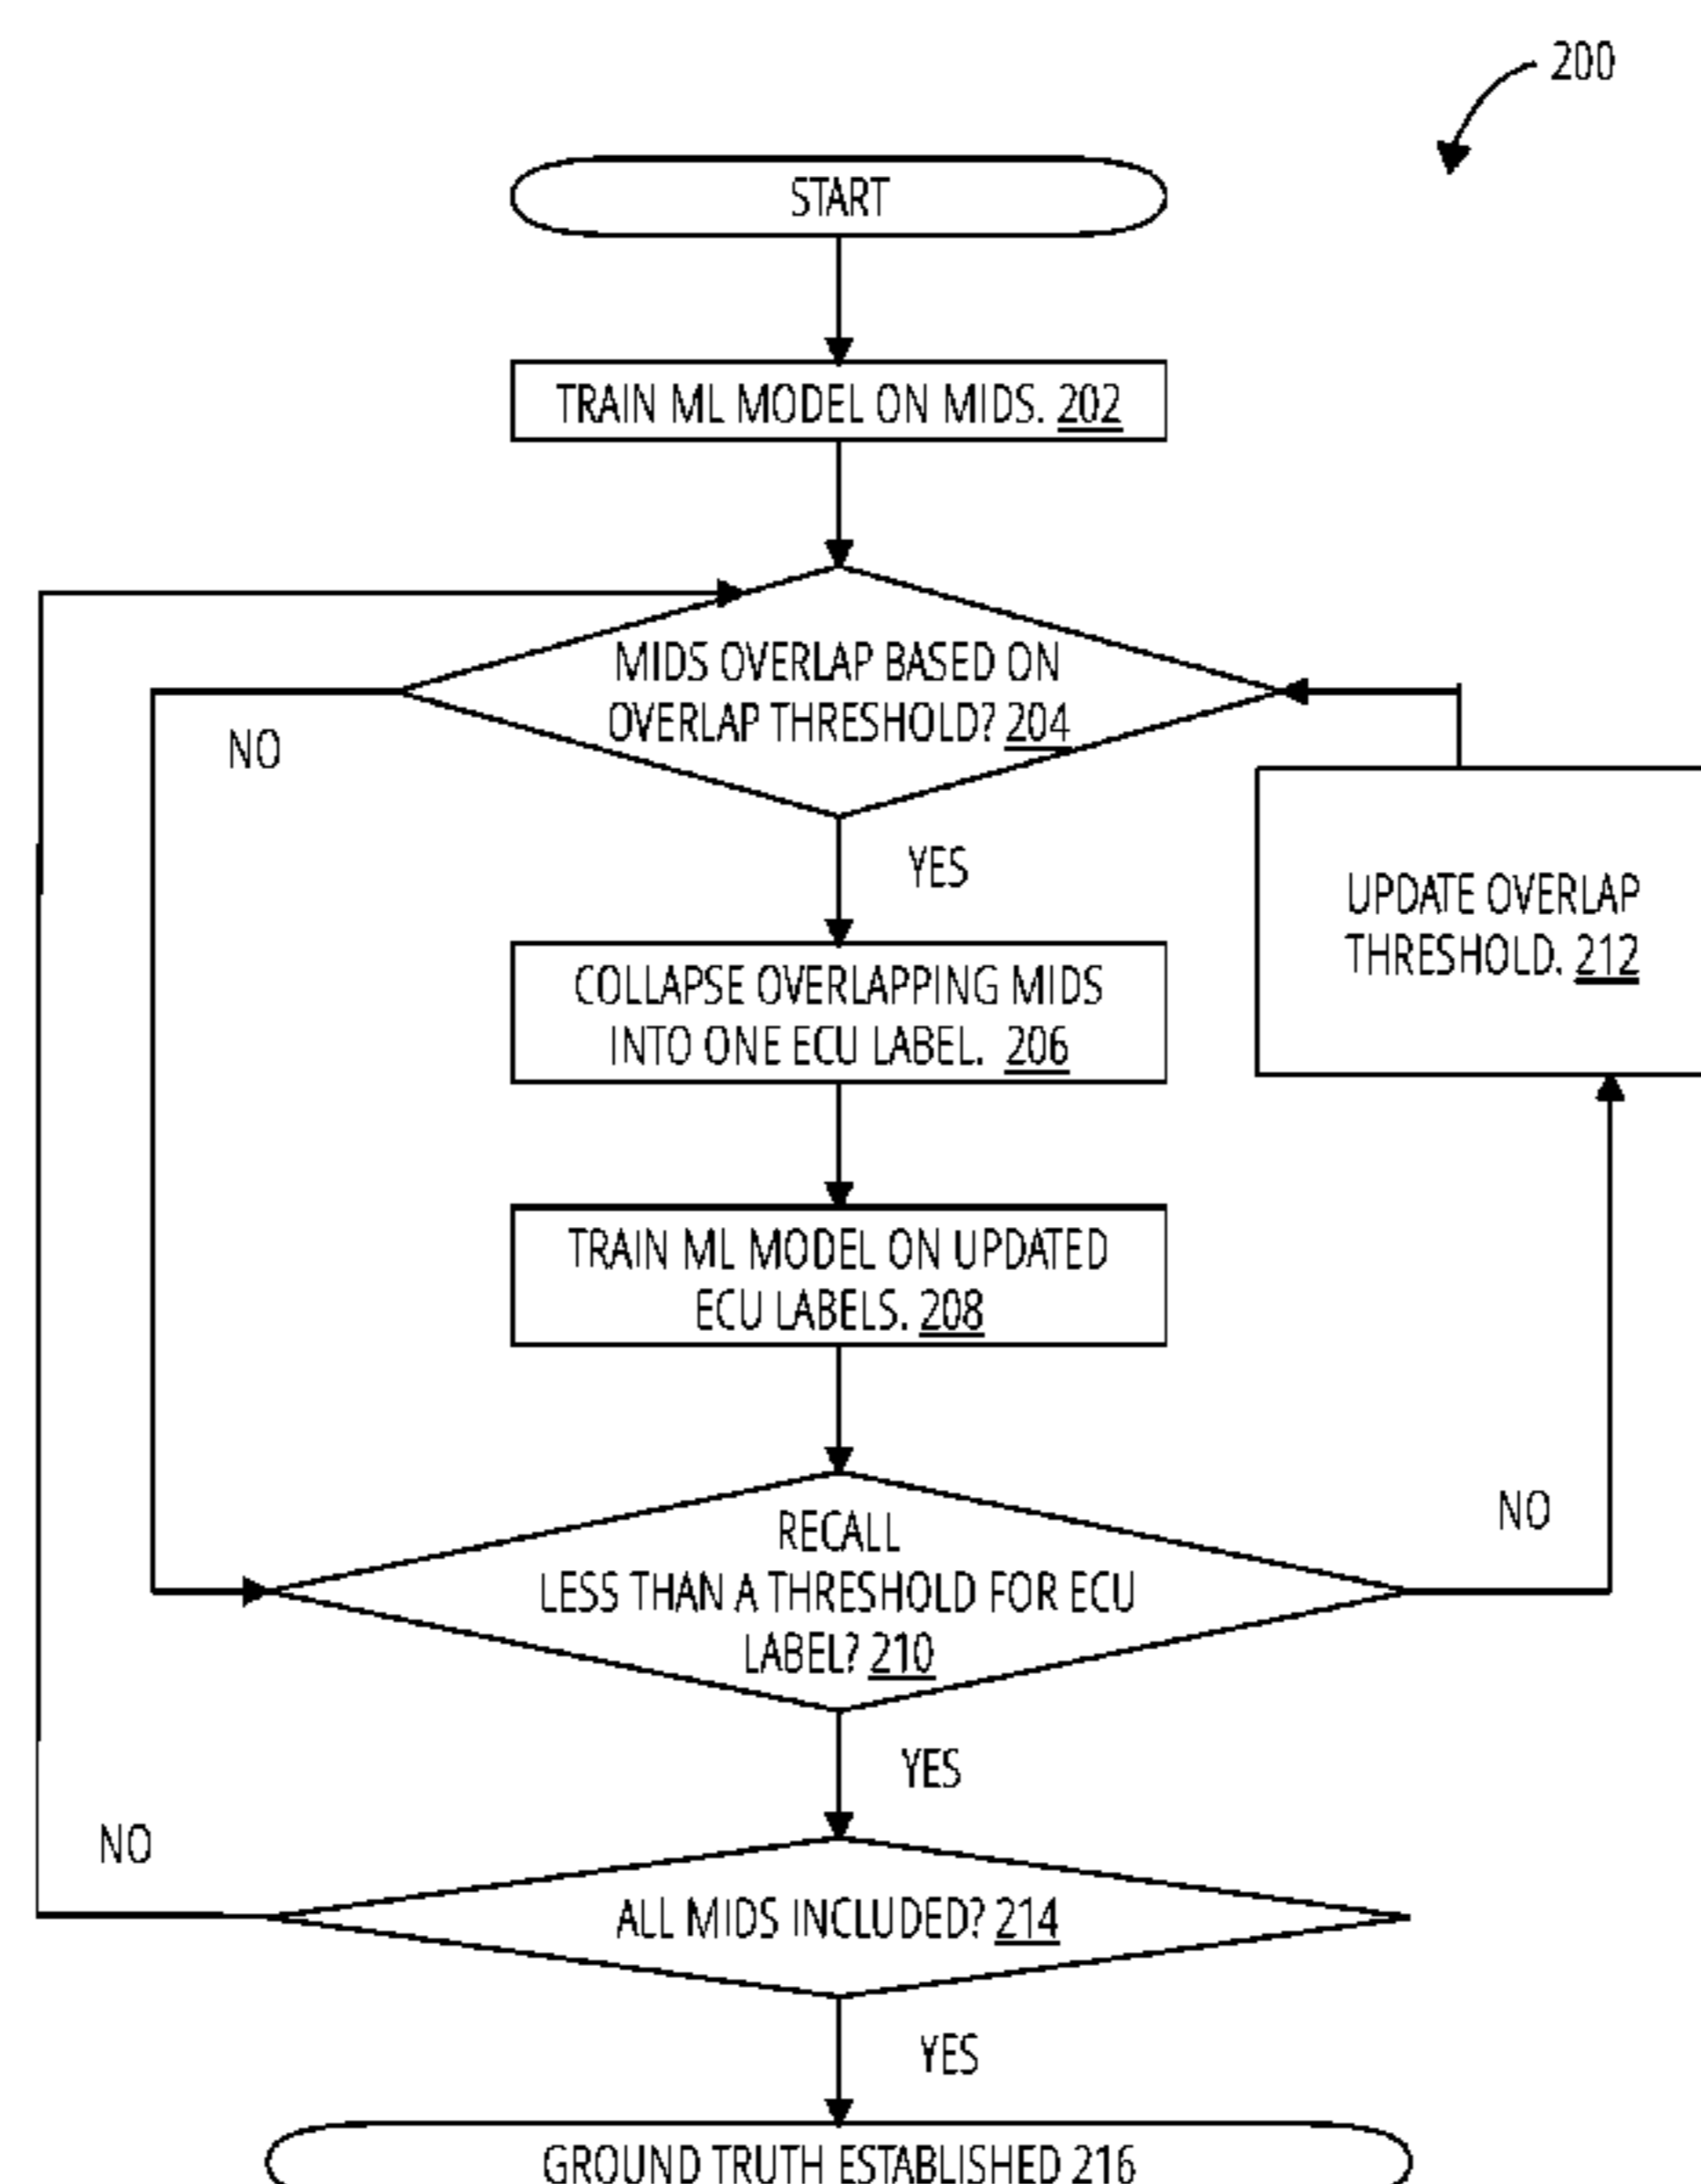 200
START
TRAIN ML MODEL ON MIDS. 202
MIDS OVERLAP BASED ON
OVERLAP THRESHOLD? 204
NO
YES
UPDATE OVERLAP
THRESHOLD. 212
COLLAPSE OVERLAPPING MIDS
INTO ONE ECU LABEL. 206
TRAIN ML MODEL ON UPDATED
ECU LABELS. 208
RECALL
LESS THAN A THRESHOLD FOR ECU
LABEL? 210
NO
YES
NO
ALL MIDS INCLUDED? 214
YES
GROUND TRUTH ESTABLISHED 216